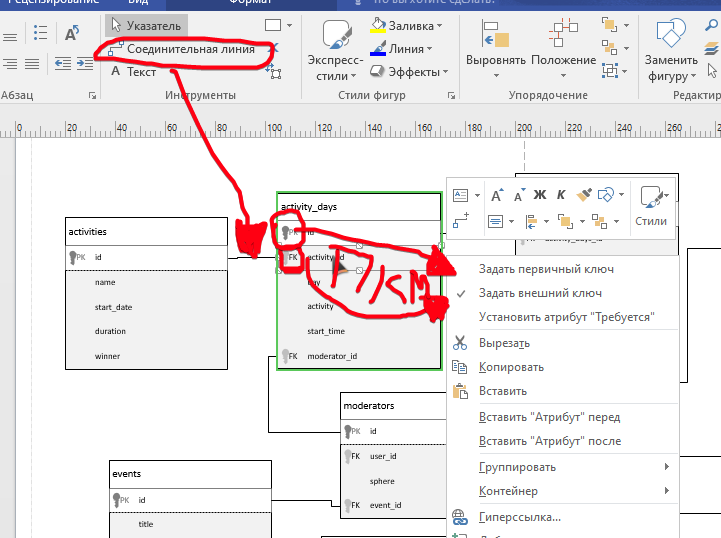 Рецензирование Вид Формат Что вы хотите сделать?
Указатель
Соединительная линия
А Текст
Абзац
Инструменты
Экспресс-
стили
Заливка
Линия
Эффекты
Стили фигур
Выровнять
Положение
Упорядочение
Заменить
фигуру
Редактир
0 20 40 60 80 100 120 140 160 200 220 240 260 280
activities
PK id
name
start_date
duration
winner
activity_days
PK id
FK activity_id
day
activity
start_time
FK moderator_id
ПКМ
moderators
PK id
FK user_id
sphere
FK event_id
events
PK id
title
Ж К
Стили
Задать первичный ключ
Задать внешний ключ
Установить атрибут "Требуется"
Вырезать
Копировать
Вставить
Вставить "Атрибут" перед
Вставить "Атрибут" после
Группировать
Контейнер
Гиперссылка...